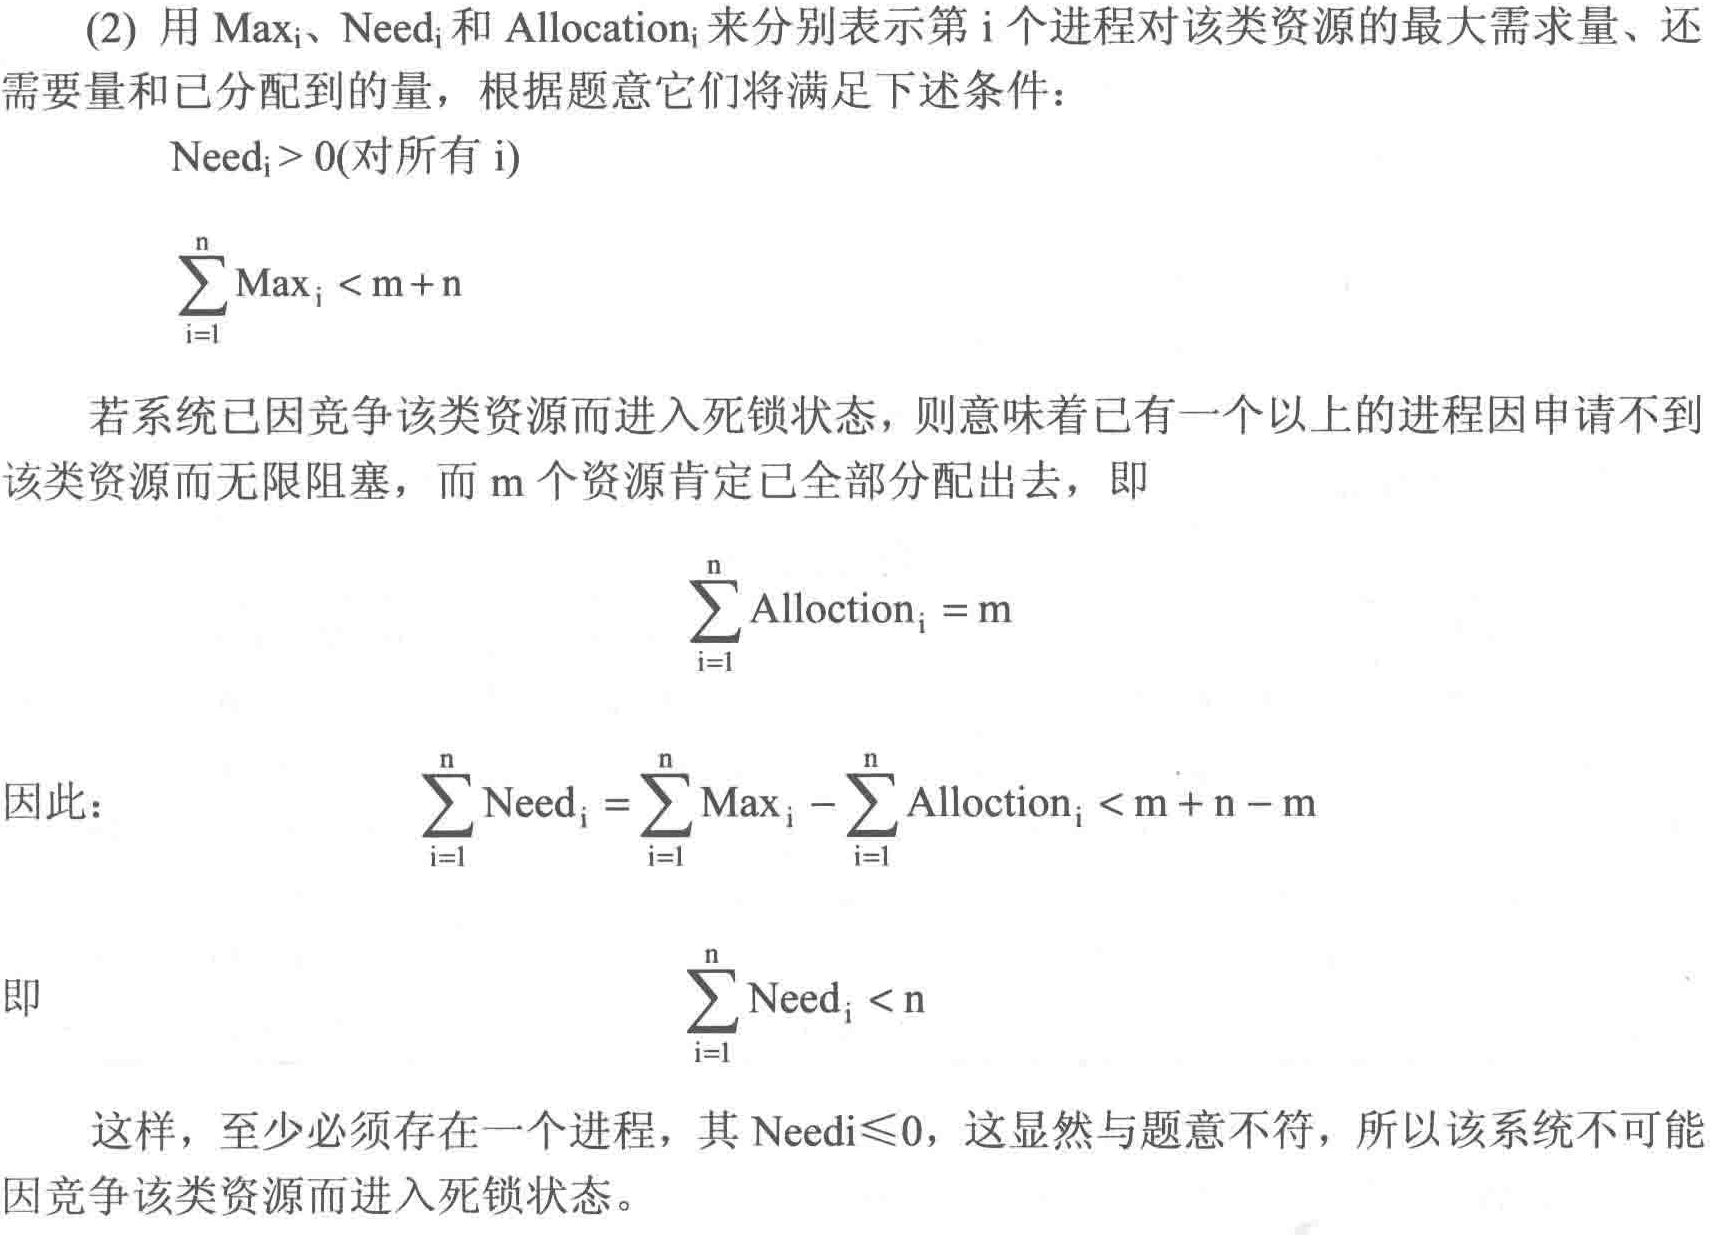 (2) 用 Maxi、Needi 和 Allocationi 来分别表示第 i 个进程对该类资源的最大需求量、还
需要量和已分配到的量，根据题意它们将满足下述条件：
Needi > 0(对所有 i)
n
∑ Maxi < m + n
i=1
若系统已因竞争该类资源而进入死锁状态，则意味着已有一个以上的进程因申请不到
该类资源而无限阻塞，而 m 个资源肯定已全部分配出去，即
n
∑ Alloctioni = m
i=1
n n n
因此： ∑ Needi = ∑ Maxi − ∑ Alloctioni < m + n − m
i=1 i=1 i=1
n
即 ∑ Needi < n
i=1
这样，至少必须存在一个进程，其 Needi≤0，这显然与题意不符，所以该系统不可能
因竞争该类资源而进入死锁状态。